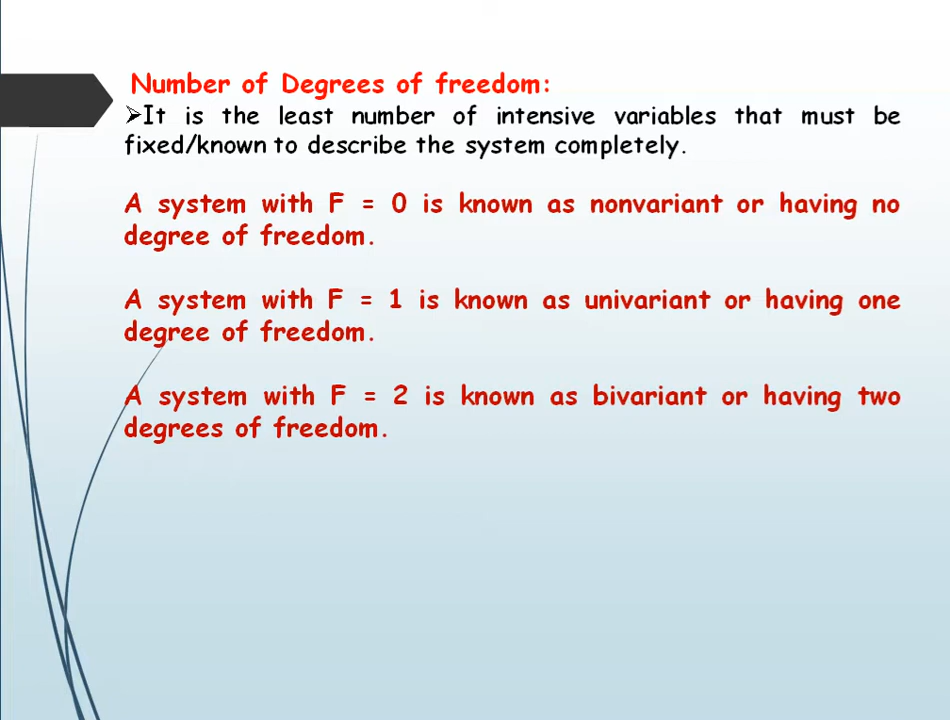 Number of Degrees of freedom:
➢It is the least number of intensive variables that must be
fixed/known to describe the system completely.
A system with F = 0 is known as nonvariant or having no
degree of freedom.
A system with F = 1 is known as univariant or having one
degree of freedom.
A system with F = 2 is known as bivariant or having two
degrees of freedom.